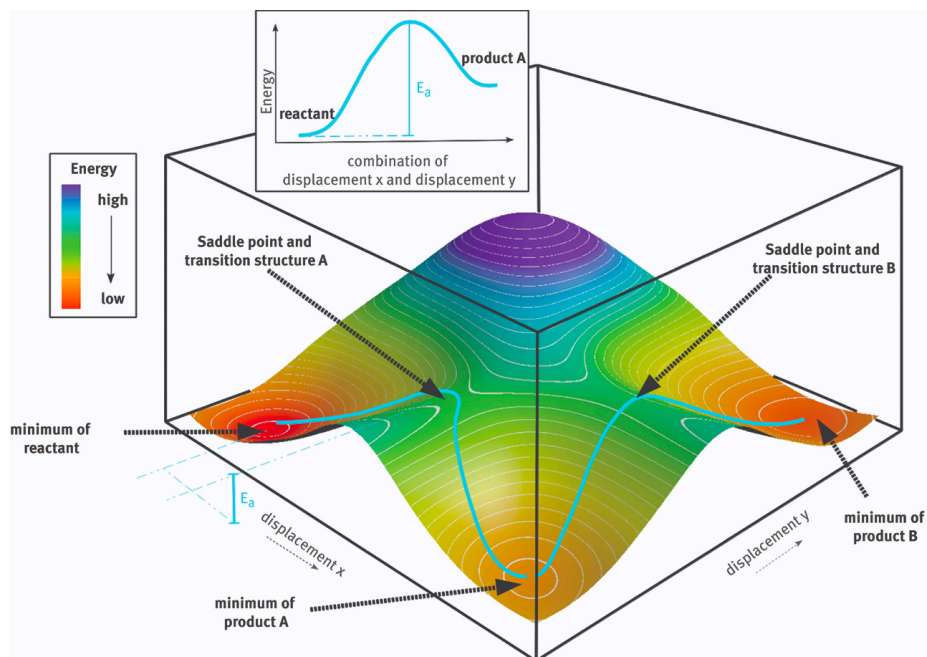 Energy
reactant
product A
Ea
combination of
displacement x and displacement y
Energy
high
low
Saddle point and
transition structure A
Saddle point and
transition structure B
minimum of
reactant
Ea
displacement x
minimum of
product A
displacement y
minimum of
product B